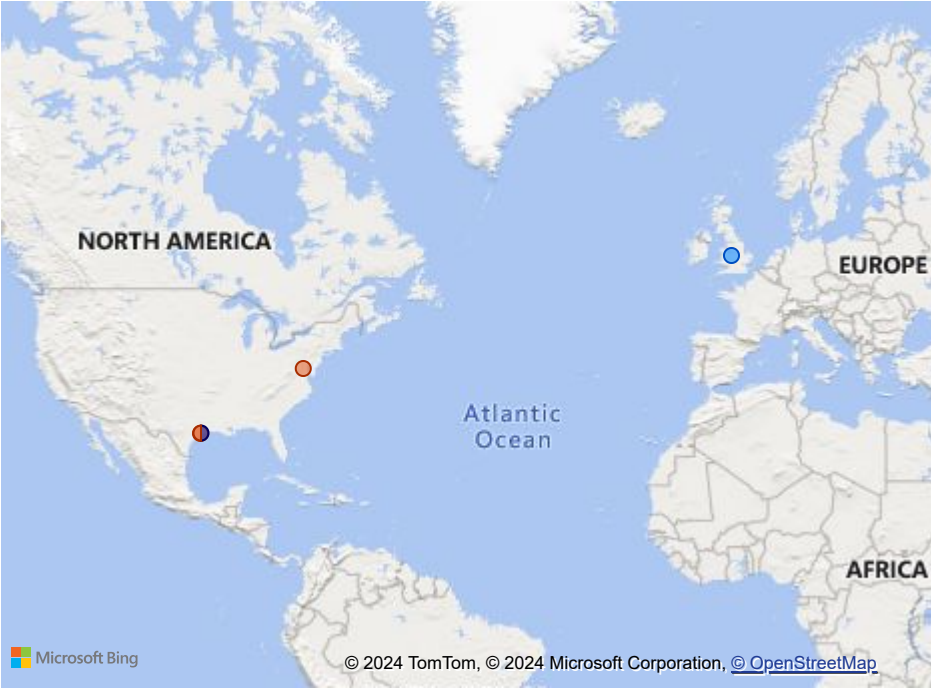 NORTH AMERICA
EUROPE
Atlantic
Ocean
AFRICA
Microsoft Bing
© 2024 TomTom, © 2024 Microsoft Corporation, © OpenStreetMap